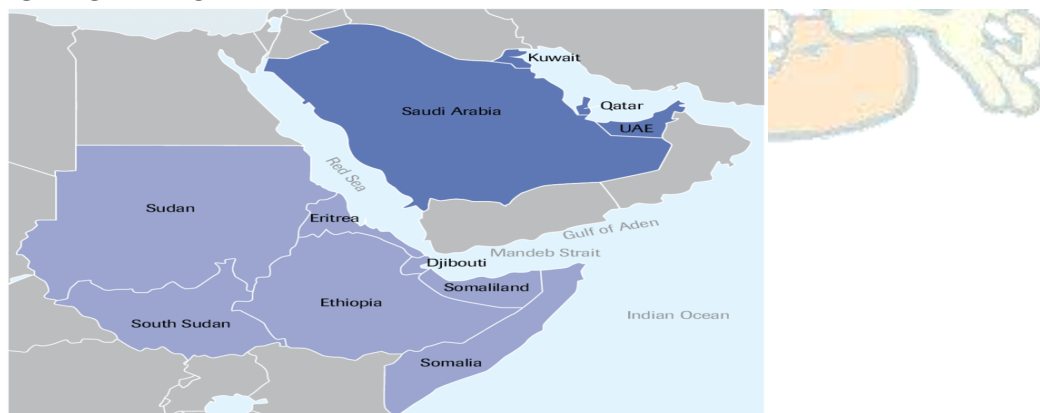 Kuwait
Saudi Arabia
Qatar
UAE
Red Sea
Sudan
Eritrea
Gulf of Aden
Mandeb Strait
Djibouti
Somaliland
Ethiopia
Indian Ocean
South Sudan
Somalia